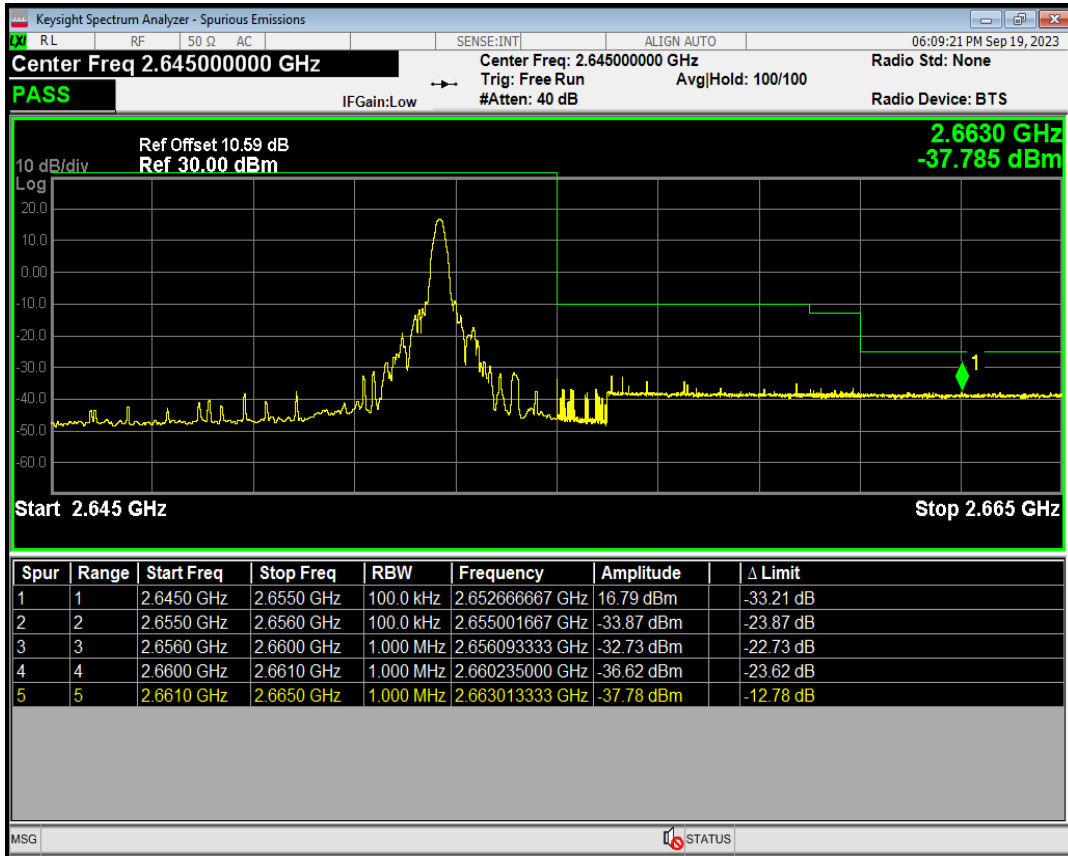 Keysight Spectrum Analyzer - Spurious Emissions
LXI RL RF 50 Ω AC SENSE:INT ALIGN AUTO 06:09:21 PM Sep 19, 2023
Center Freq 2.645000000 GHz Center Freq: 2.645000000 GHz Radio Std: None
Trig: Free Run Avg|Hold: 100/100
PASS IFGain:Low #Atten: 40 dB Radio Device: BTS
Ref Offset 10.59 dB 2.6630 GHz
10 dB/div Ref 30.00 dBm -37.785 dBm
Log
20.0
10.0
0.00
-10.0
-20.0
-30.0 1
-40.0
-50.0
-60.0
Start 2.645 GHz Stop 2.665 GHz
Spur Range Start Freq Stop Freq RBW Frequency Amplitude Δ Limit
1 1 2.6450 GHz 2.6550 GHz 100.0 kHz 2.652666667 GHz 16.79 dBm -33.21 dB
2 2 2.6550 GHz 2.6560 GHz 100.0 kHz 2.655001667 GHz -33.87 dBm -23.87 dB
3 3 2.6560 GHz 2.6600 GHz 1.000 MHz 2.656093333 GHz -32.73 dBm -22.73 dB
4 4 2.6600 GHz 2.6610 GHz 1.000 MHz 2.660235000 GHz -36.62 dBm -23.62 dB
5 5 2.6610 GHz 2.6650 GHz 1.000 MHz 2.663013333 GHz -37.78 dBm -12.78 dB
MSG STATUS